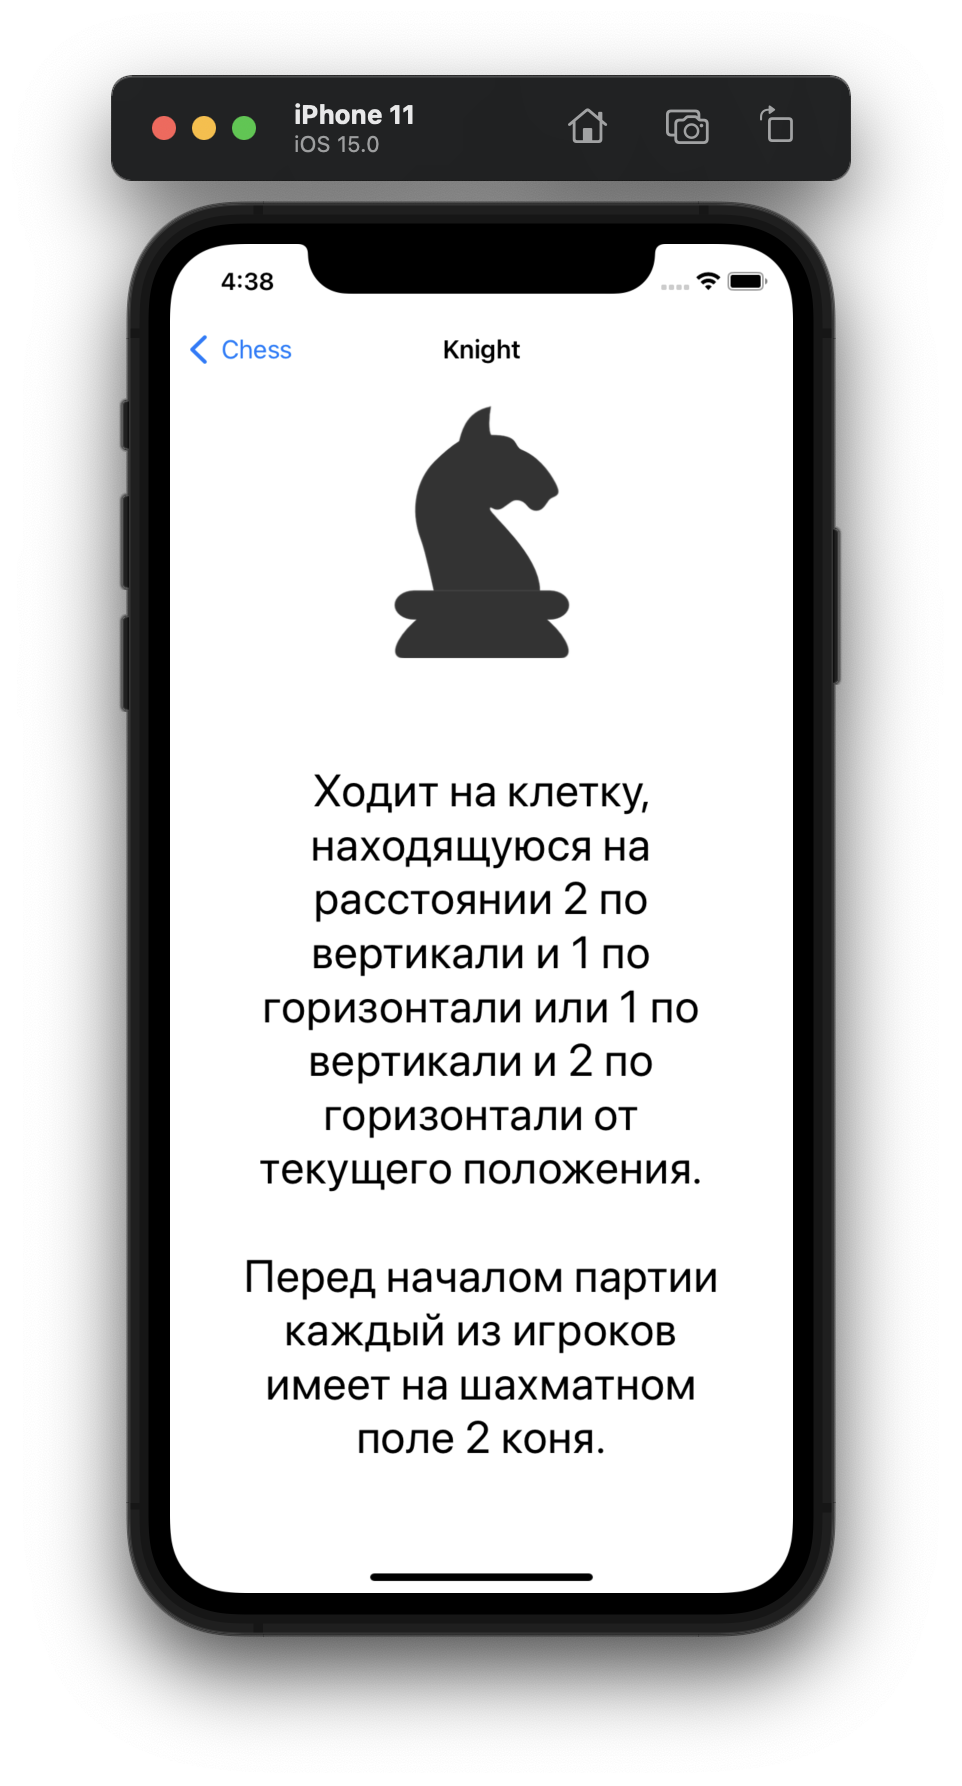 iPhone 11
iOS 15.0
4:38
Chess
Knight
Ходит на клетку,
находящуюся на
расстоянии 2 по
вертикали и 1 по
горизонтали или 1 по
вертикали и 2 по
горизонтали от
текущего положения.
Перед началом партии
каждый из игроков
имеет на шахматном
поле 2 коня.